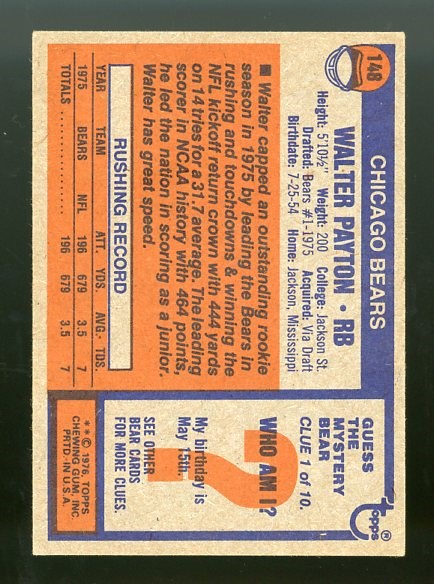 148
CHICAGO BEARS
WALTER PAYTON • RB
Height: 5'10½" Weight: 200 College: Jackson St.
Drafted: Bears #1-1975 Acquired: Via Draft
Birthdate: 7-25-54 Home: Jackson, Mississippi
■ Walter capped an outstanding rookie
season in 1975 by leading the Bears in
rushing and touchdowns & winning the
NFL kickoff return crown with 444 yards
on 14 tries for a 31.7 average. The leading
scorer in NCAA history with 464 points,
he led the nation in scoring as a junior.
Walter has great speed.
RUSHING RECORD
YEAR TEAM ATT. YDS. AVG. TDS.
1975 BEARS NFL 196 679 3.5 7
TOTALS............ 196 679 3.5 7
Topps ®
GUESS
THE
MYSTERY
BEAR
CLUE 1 of 10.
WHO AM I?
?
My birthday is
May 15th.
SEE OTHER
BEAR CARDS
FOR MORE CLUES.
** © 1976, TOPPS
CHEWING GUM, INC.
PRTD. IN U.S.A.